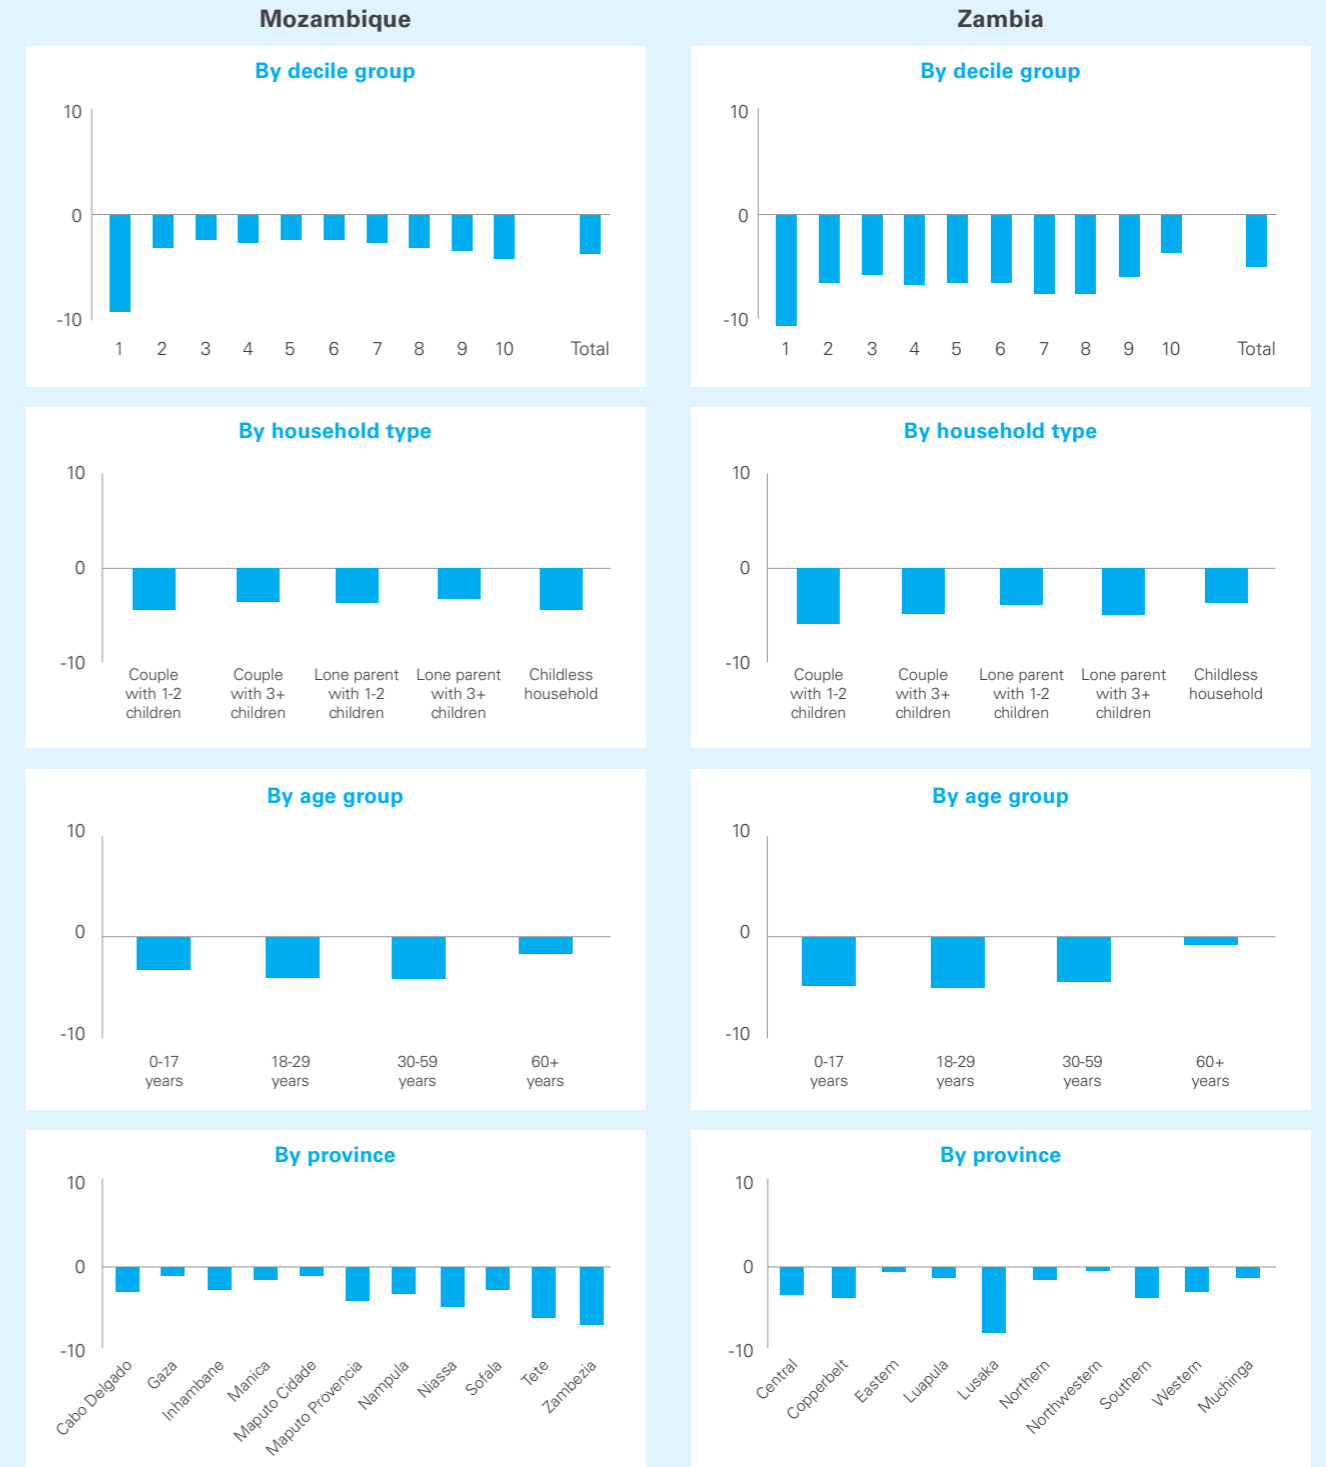 Mozambique
By decile group
10
0
-10
1 2 3 4 5 6 7 8 9 10 Total
By household type
10
0
-10
Couple Couple Lone parent Lone parent Childless
with 1-2 with 3+ with 1-2 with 3+ household
children children children children
By age group
10
0
-10
0-17 18-29 30-59 60+
years years years years
By province
10
0
-10
Cabo Delgado
Gaza
Inhambane
Manica
Maputo Cidade
Maputo Provencia
Nampula
Niassa
Sofala
Tete
Zambezia
Zambia
By decile group
10
0
-10
1 2 3 4 5 6 7 8 9 10 Total
By household type
10
0
-10
Couple Couple Lone parent Lone parent Childless
with 1-2 with 3+ with 1-2 with 3+ household
children children children children
By age group
10
0
-10
0-17 18-29 30-59 60+
years years years years
By province
10
0
-10
Central
Copperbelt
Eastern
Luapula
Lusaka
Northern
Northwestern
Southern
Western
Muchinga